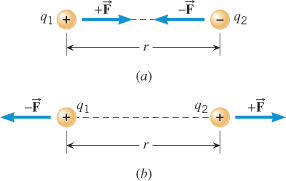 q₁ + +F⃗ −F⃗ − q₂
r
(a)
−F⃗ + q₁ q₂ + +F⃗
r
(b)